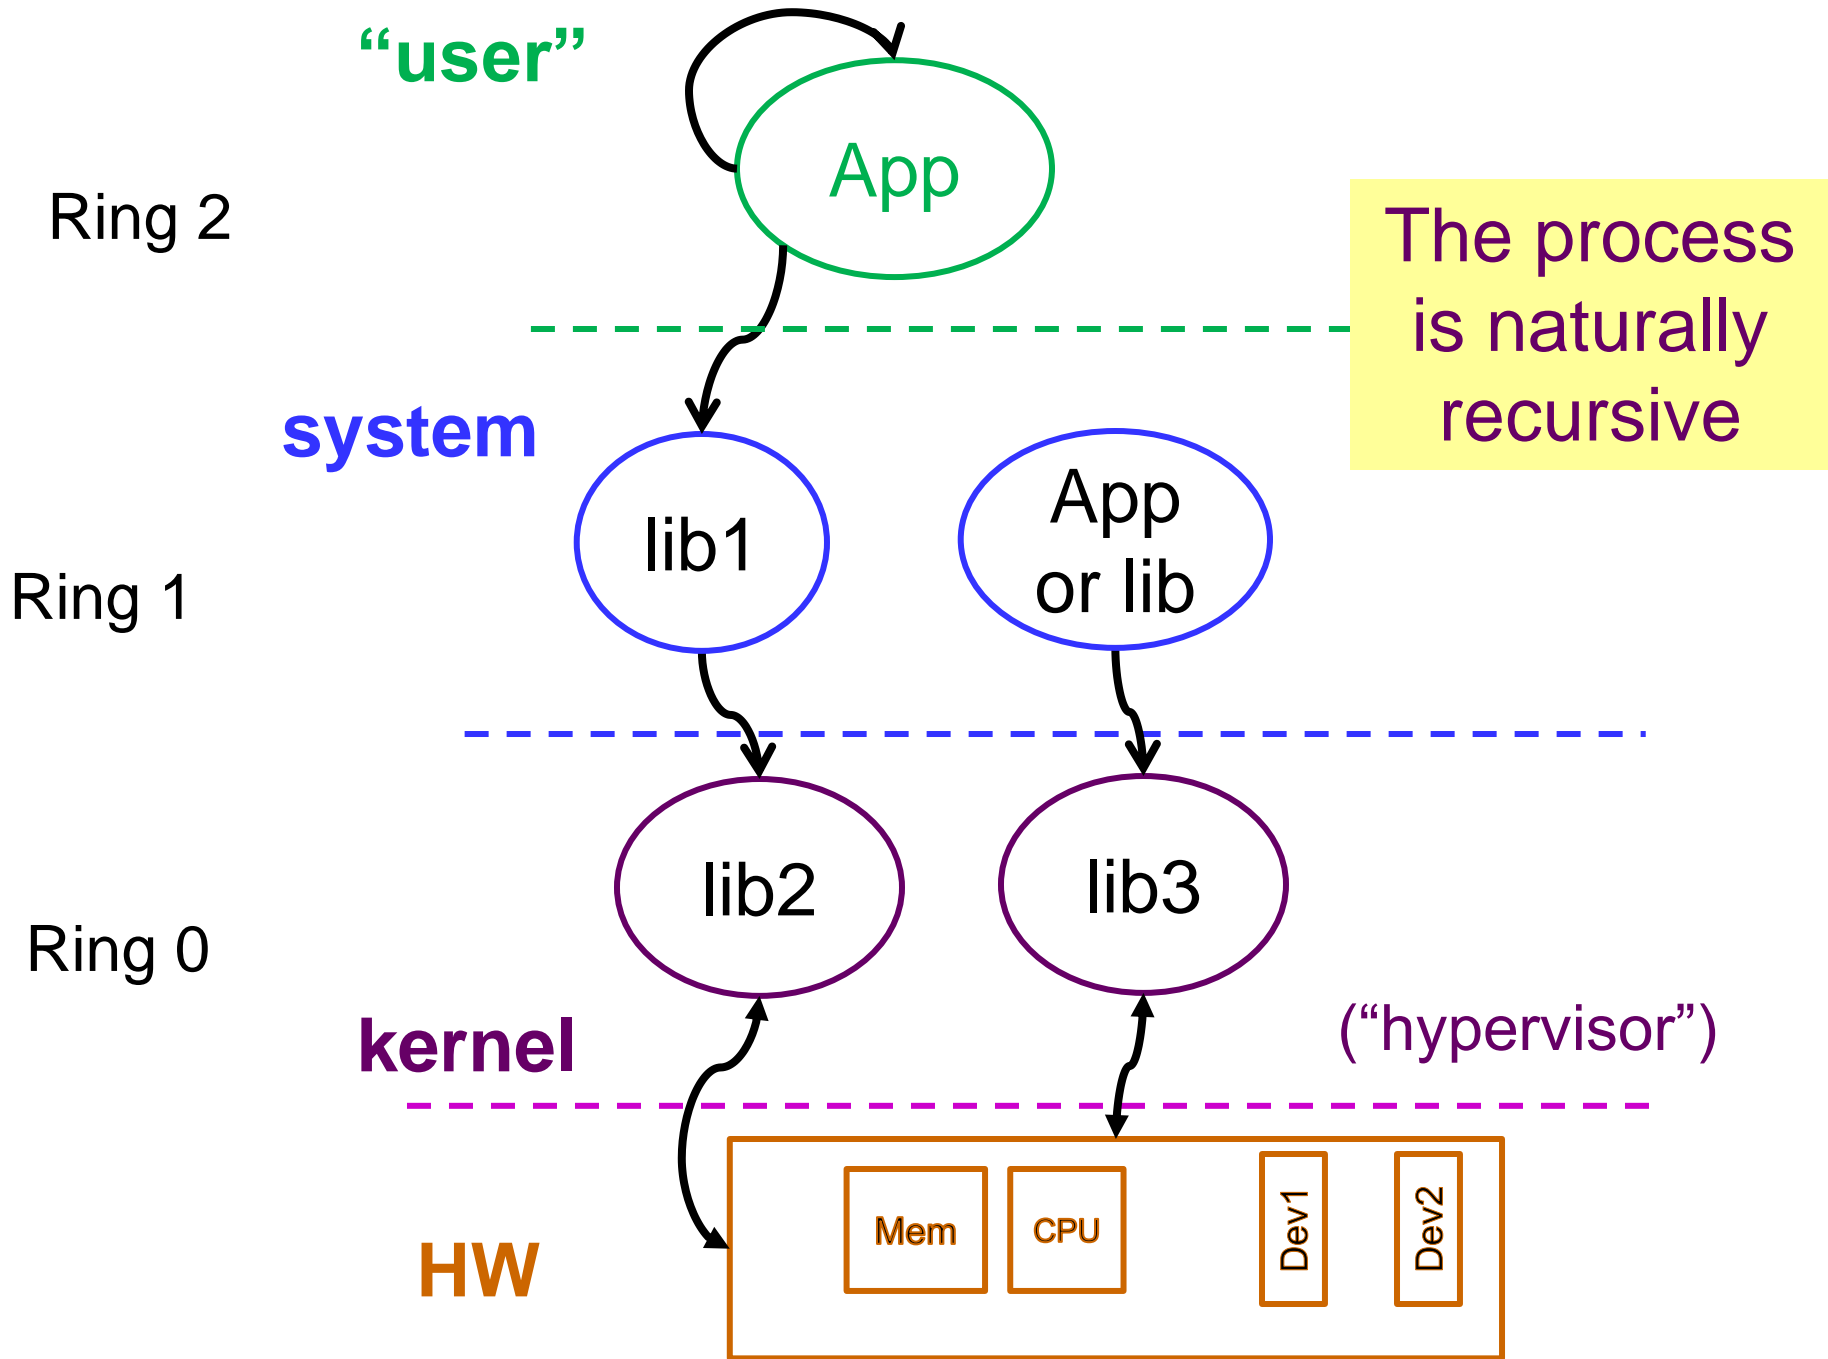 “user”
App
Ring 2
The process
is naturally
recursive
system
lib1
App
or lib
Ring 1
lib2
lib3
Ring 0
kernel
(“hypervisor”)
Mem
CPU
Dev1
Dev2
HW